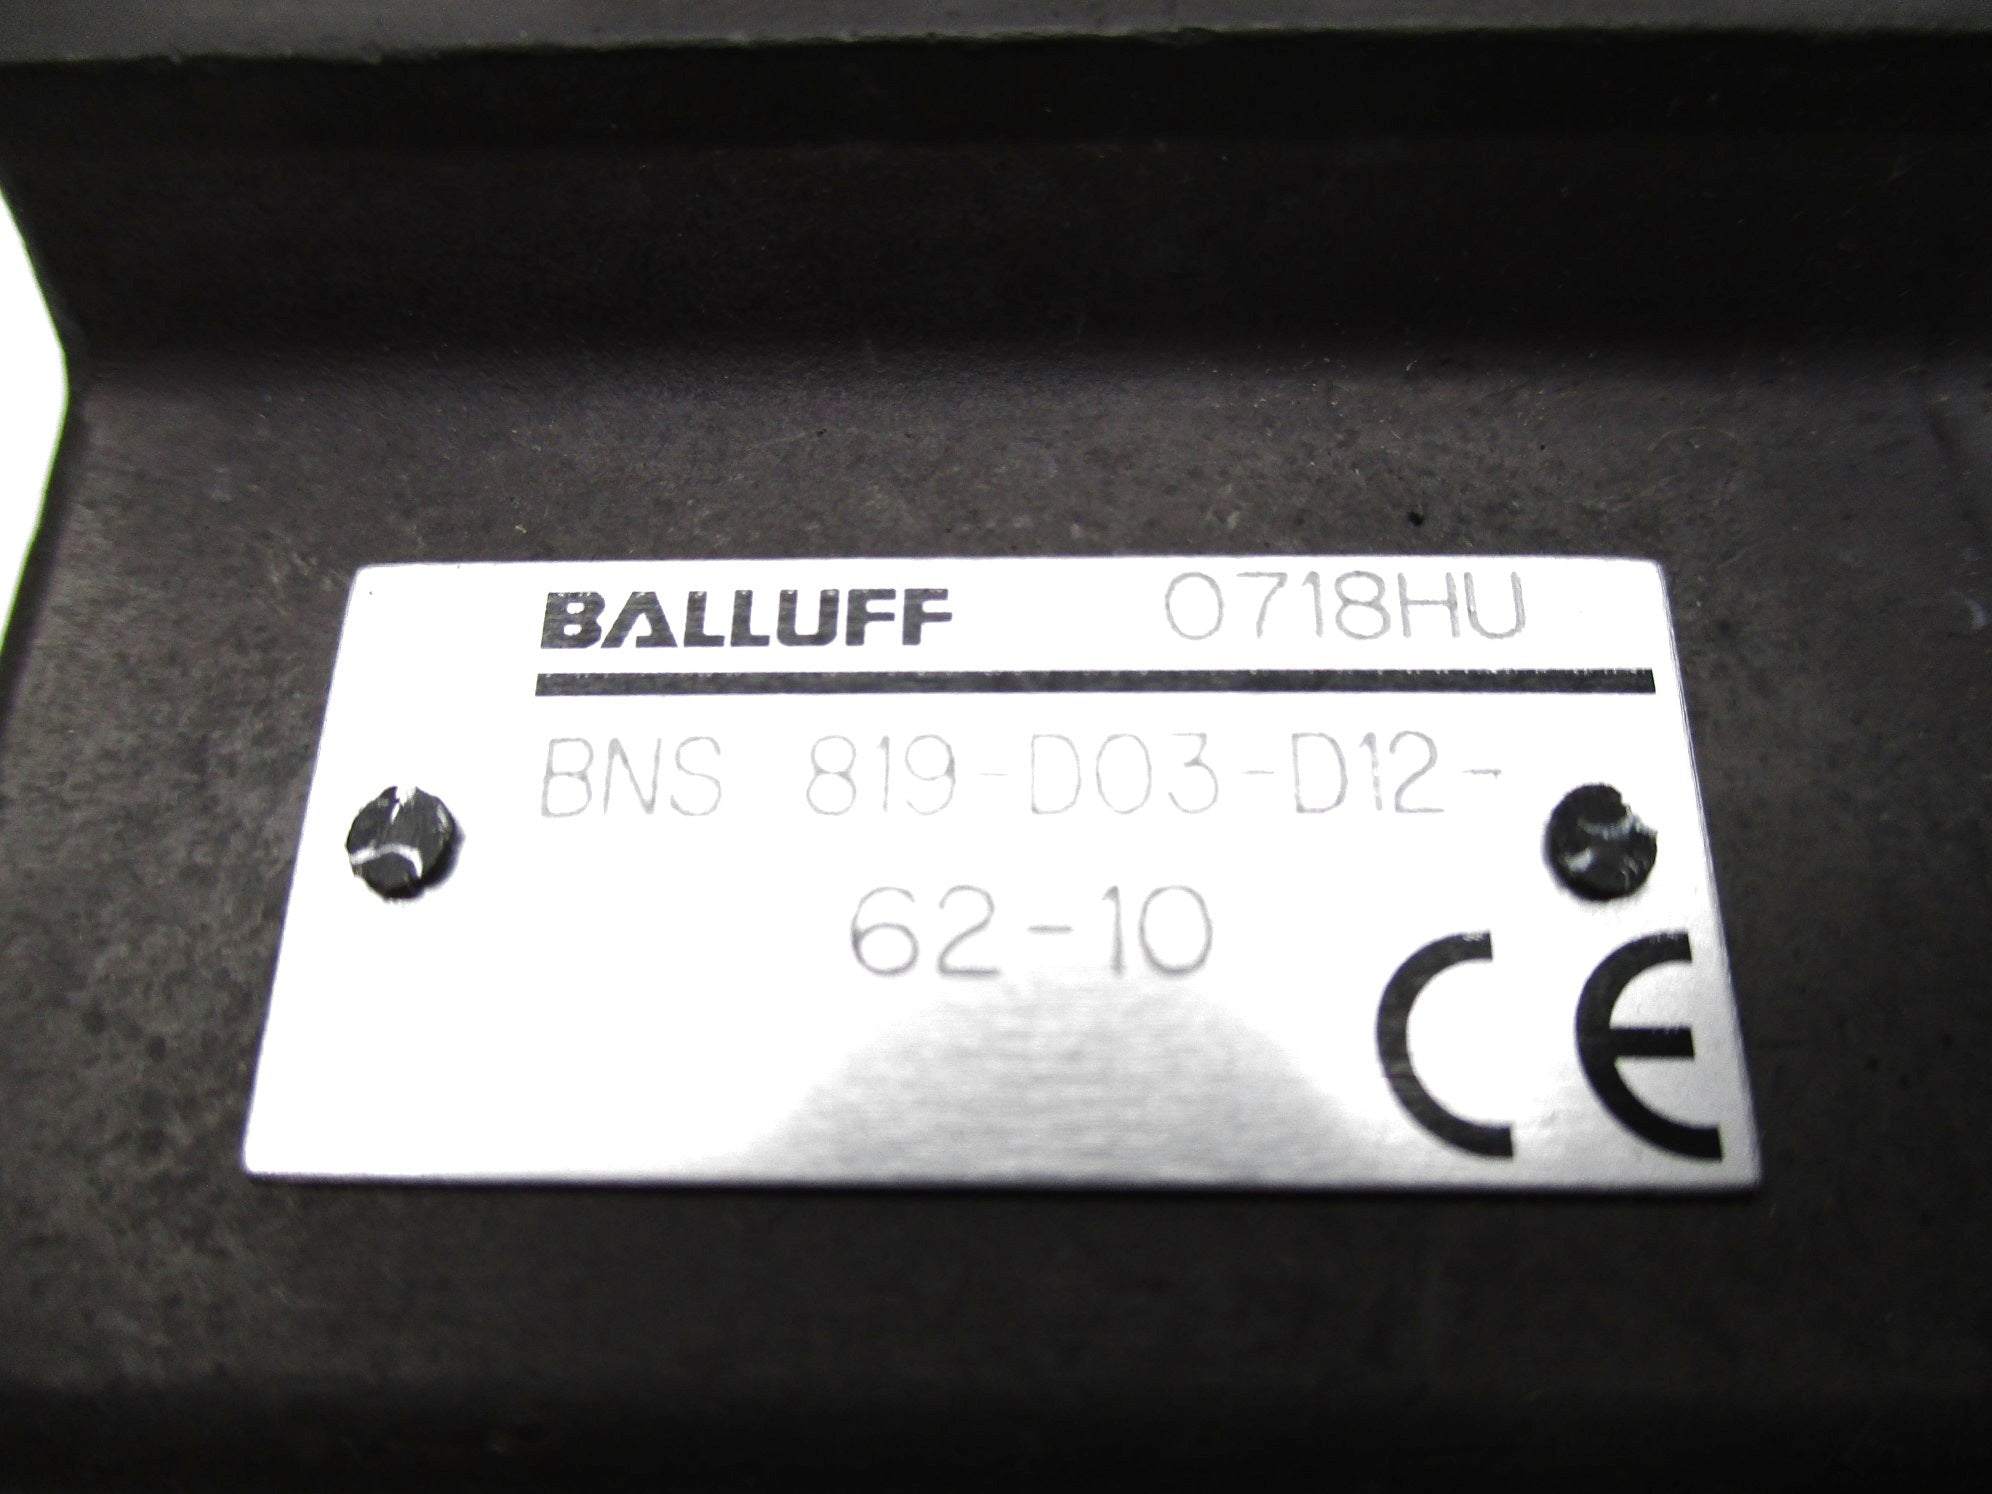 BALLUFF 0718HU
BNS 819-D03-D12-
62-10
CE